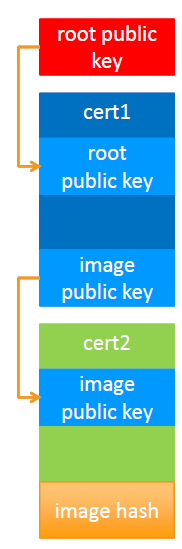 root public
key
cert1
root
public key
image
public key
cert2
image
public key
image hash